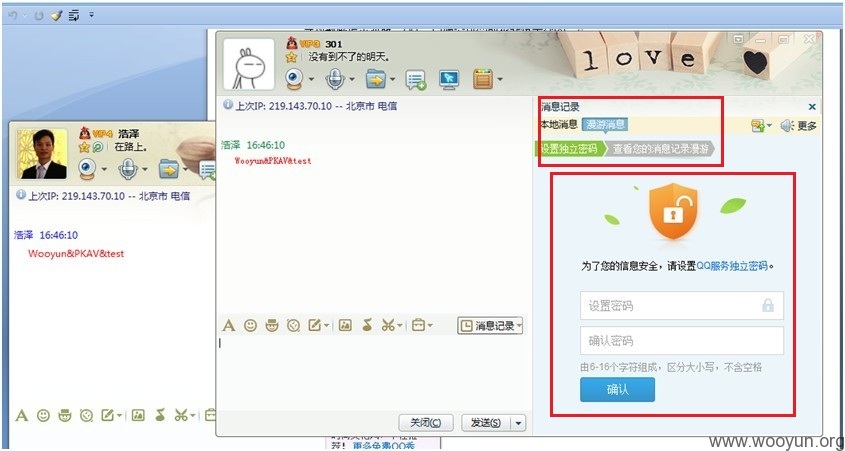 VIP4 301
没有到不了的明天。
love
上次IP: 219.143.70.10 -- 北京市 电信
浩泽 16:46:10
Wooyun&PKAV&test
消息记录
关闭(C)
发送(S)
消息记录
本地消息 漫游消息
更多
设置独立密码 查看您的消息记录漫游
为了您的信息安全，请设置QQ服务独立密码。
设置密码
确认密码
由6-16个字符组成，区分大小写，不含空格
确认
VIP4 浩泽
在路上。
上次IP: 219.143.70.10 -- 北京市 电信
浩泽 16:46:10
Wooyun&PKAV&test
www.wooyun.org